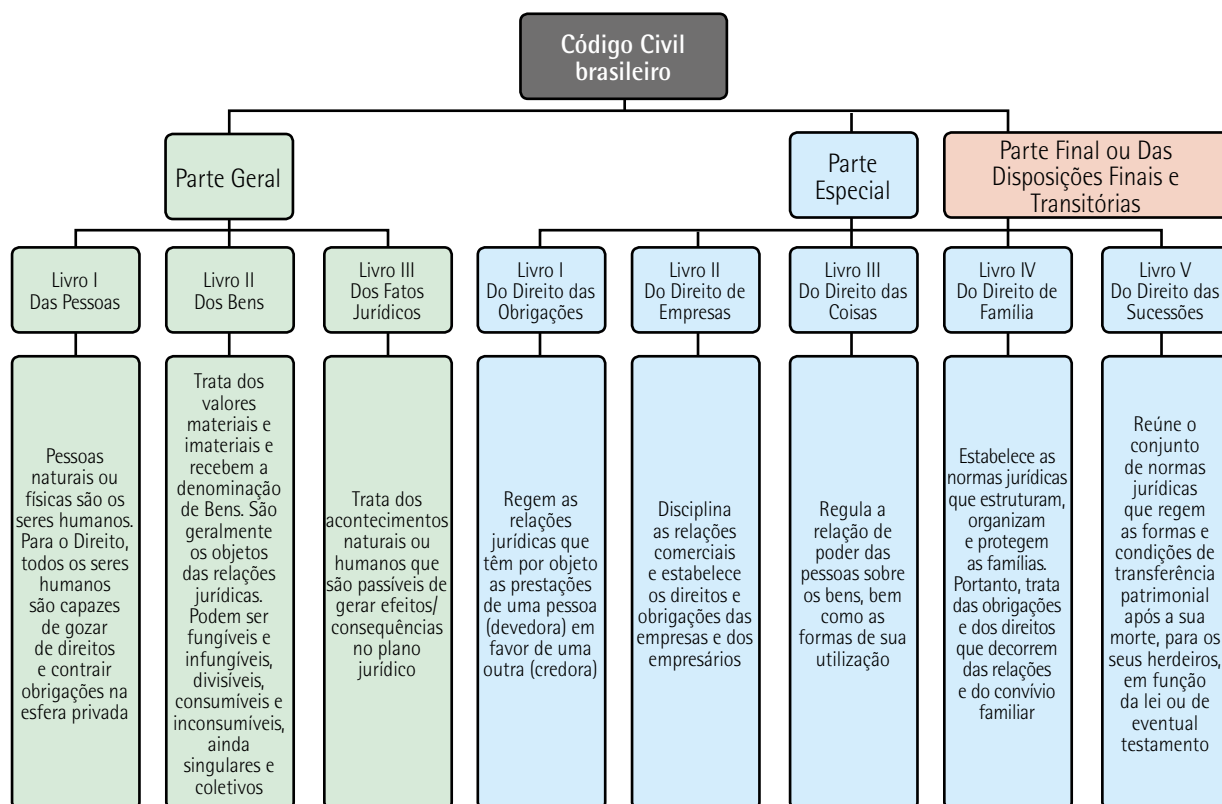 Código Civil
brasileiro
Parte Geral
Parte
Especial
Parte Final ou Das
Disposições Finais e
Transitórias
Livro I
Das Pessoas
Livro II
Dos Bens
Livro III
Dos Fatos
Jurídicos
Livro I
Do Direito das
Obrigações
Livro II
Do Direito de
Empresas
Livro III
Do Direito das
Coisas
Livro IV
Do Direito de
Família
Livro V
Do Direito das
Sucessões
Pessoas
naturais ou
físicas são os
seres humanos.
Para o Direito,
todos os seres
humanos
são capazes
de gozar
de direitos
e contrair
obrigações na
esfera privada
Trata dos
valores
materiais e
imateriais e
recebem a
denominação
de Bens. São
geralmente
os objetos
das relações
jurídicas.
Podem ser
fungíveis e
infungíveis,
divisíveis,
consumíveis e
inconsumíveis,
ainda
singulares e
coletivos
Trata dos
acontecimentos
naturais ou
humanos que
são passíveis de
gerar efeitos/
consequências
no plano
jurídico
Regem as
relações
jurídicas que
têm por objeto
as prestações
de uma pessoa
(devedora) em
favor de uma
outra (credora)
Disciplina
as relações
comerciais
e estabelece
os direitos e
obrigações das
empresas e dos
empresários
Regula a
relação de
poder das
pessoas sobre
os bens, bem
como as
formas de sua
utilização
Estabelece as
normas jurídicas
que estruturam,
organizam
e protegem
as famílias.
Portanto, trata
das obrigações
e dos direitos
que decorrem
das relações
e do convívio
familiar
Reúne o
conjunto
de normas
jurídicas
que regem
as formas e
condições de
transferência
patrimonial
após a sua
morte, para os
seus herdeiros,
em função
da lei ou de
eventual
testamento